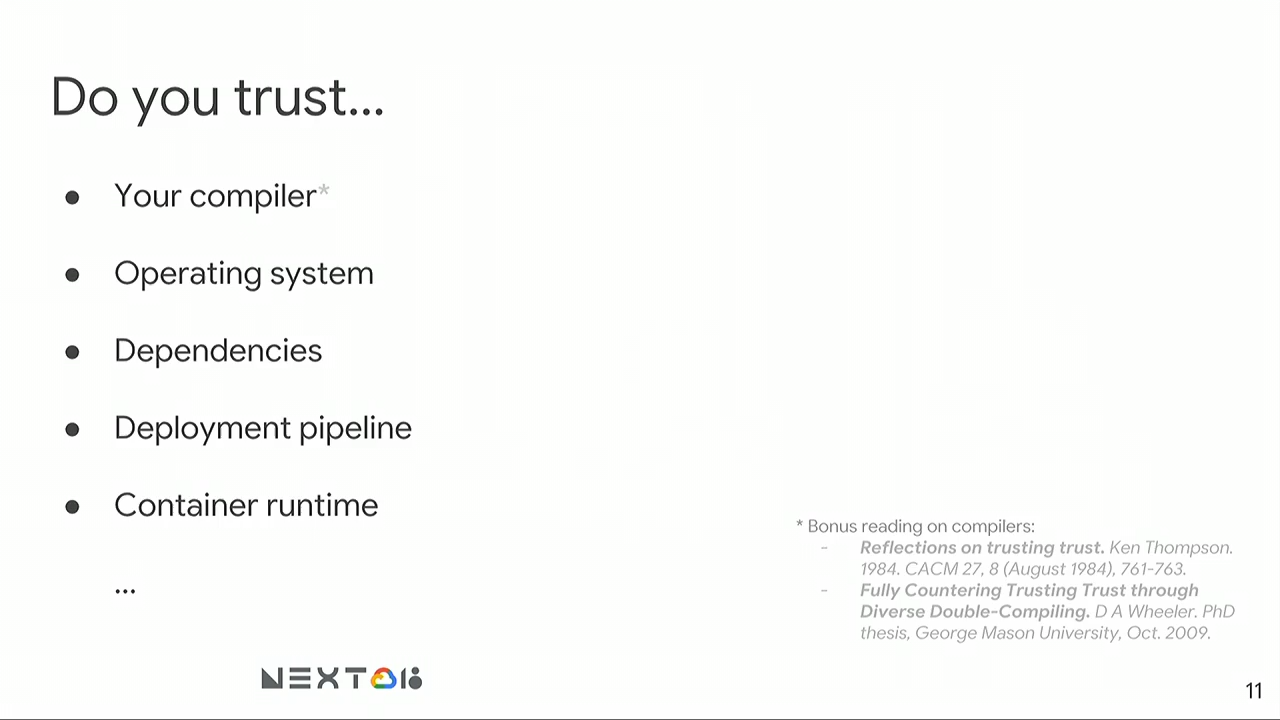 Do you trust...
● Your compiler*
● Operating system
● Dependencies
● Deployment pipeline
● Container runtime
...
* Bonus reading on compilers:
- Reflections on trusting trust. Ken Thompson.
1984. CACM 27, 8 (August 1984), 761-763.
- Fully Countering Trusting Trust through
Diverse Double-Compiling. D A Wheeler. PhD
thesis, George Mason University, Oct. 2009.
NEXT 18
11